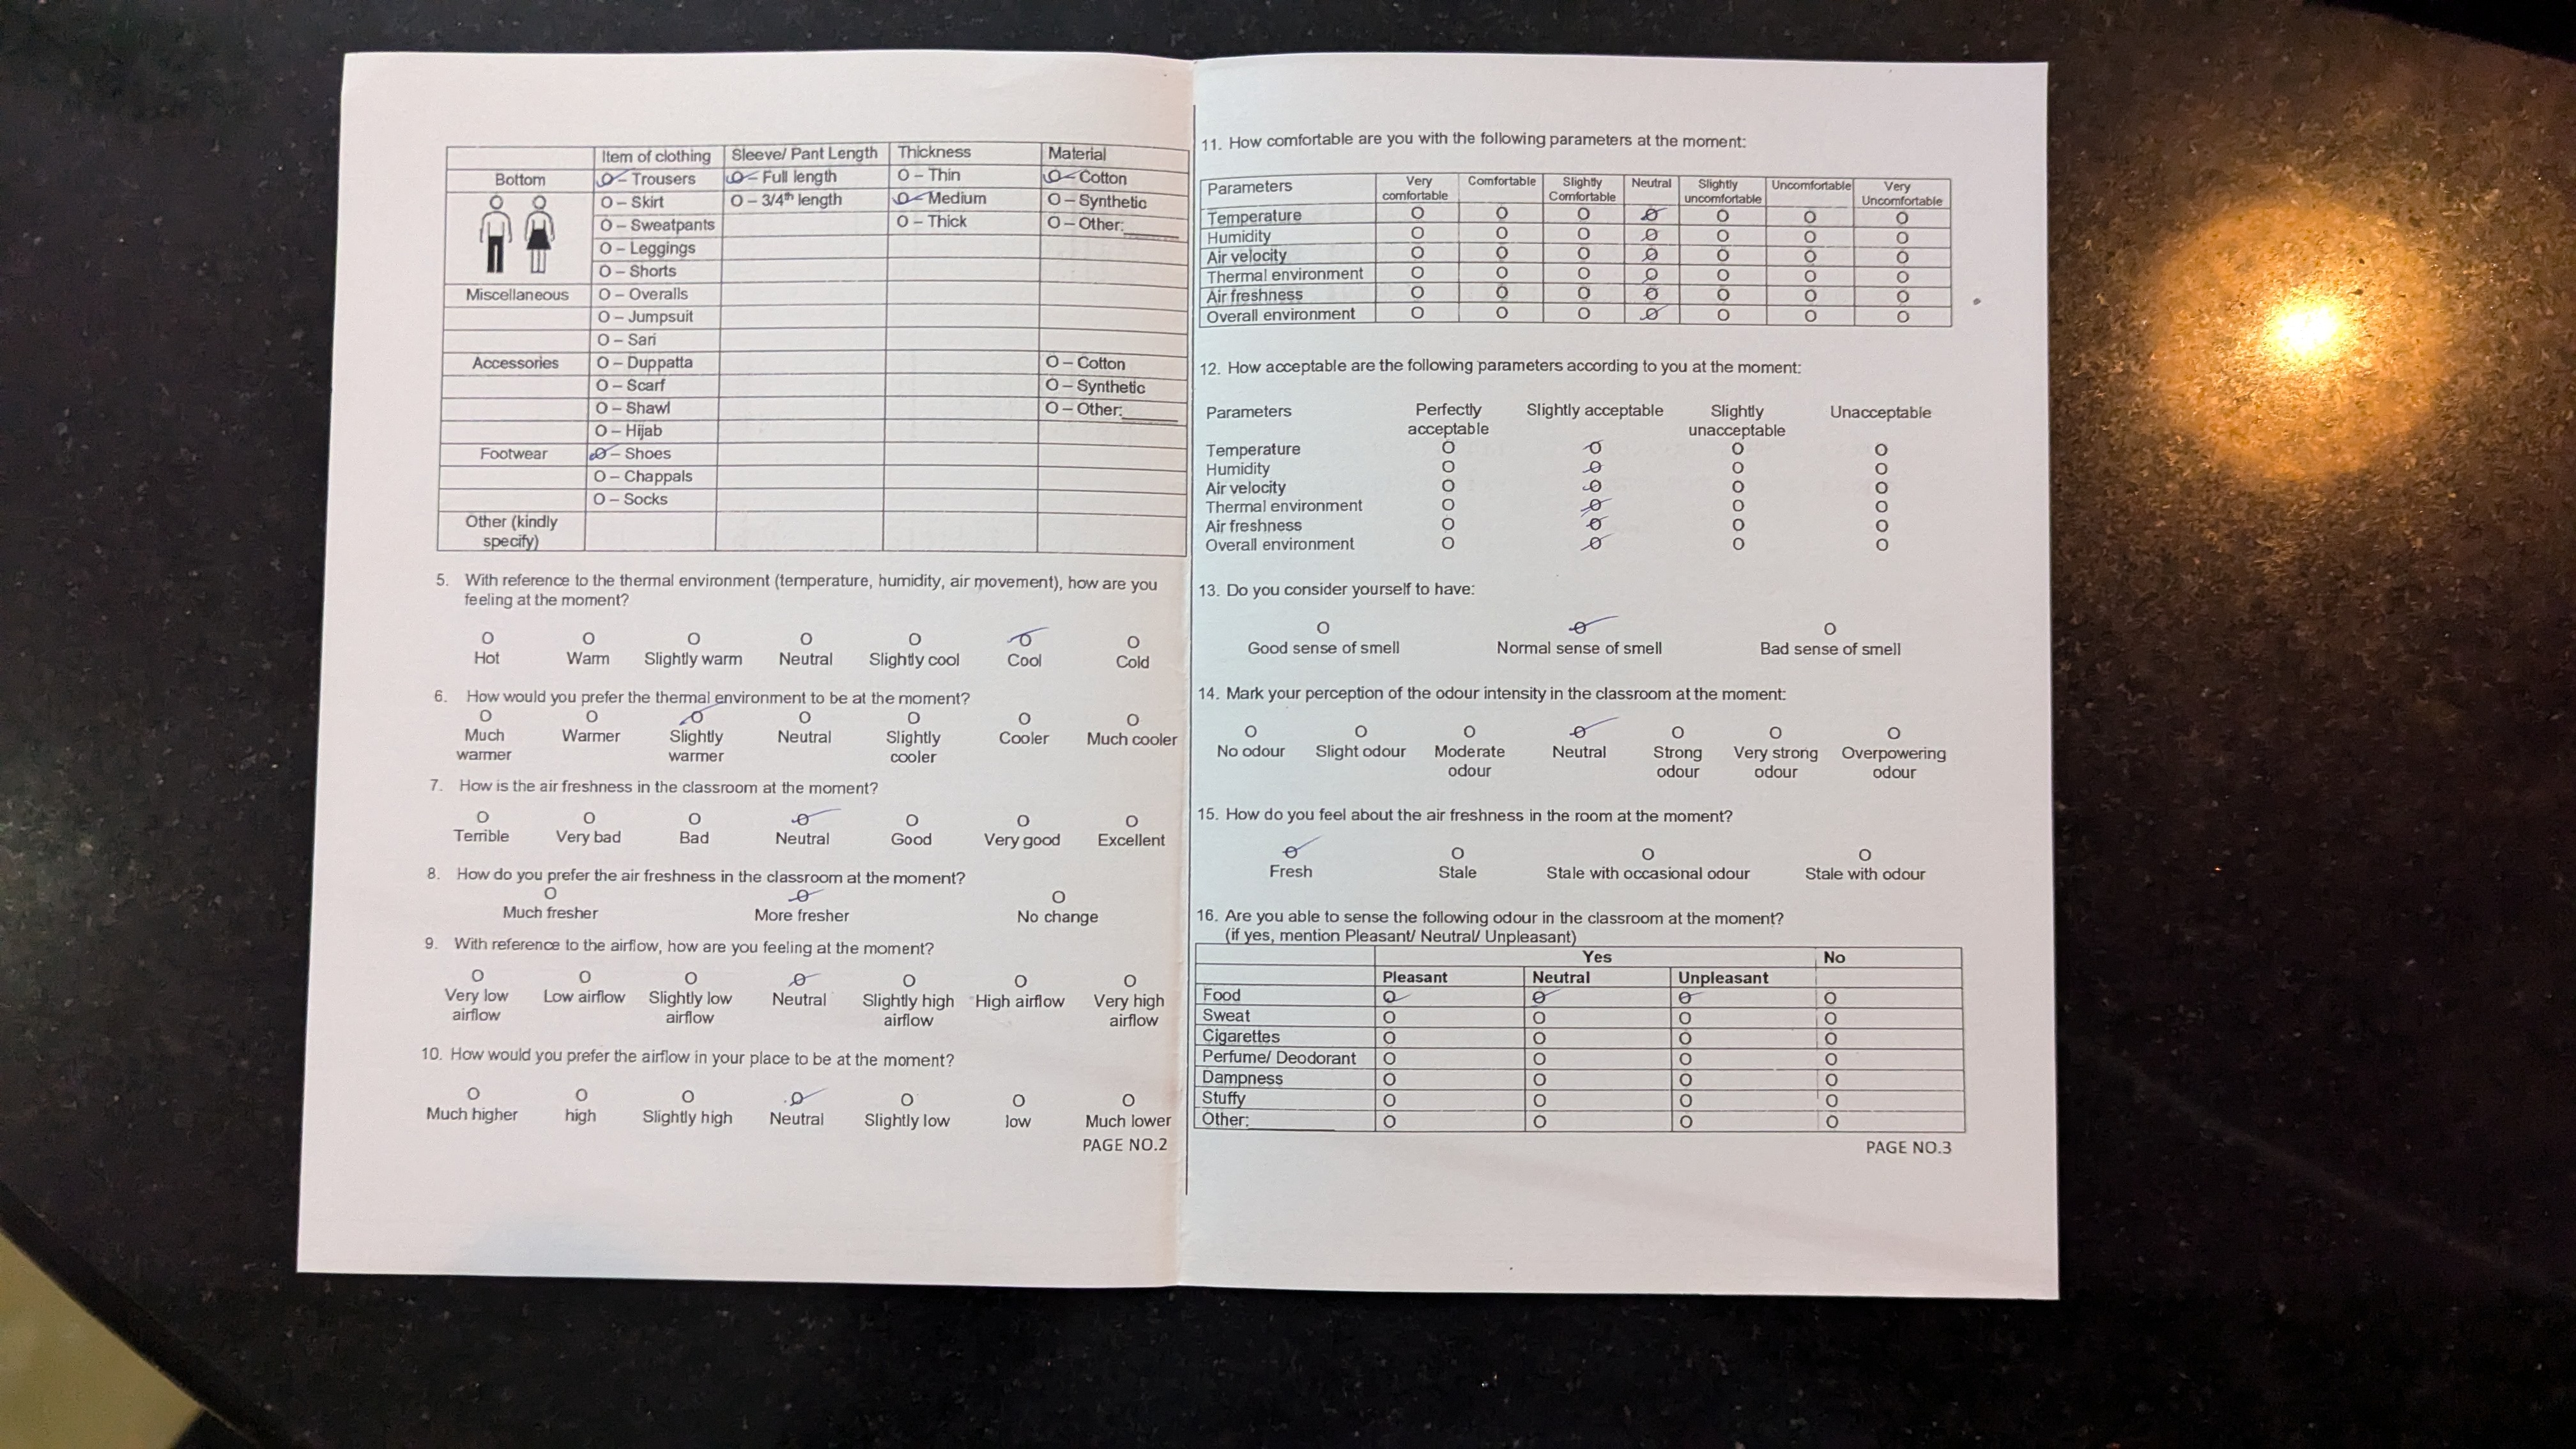 Item of clothing Sleeve/ Pant Length Thickness Material
Bottom O – Trousers O – Full length O – Thin O – Cotton
O – Skirt O – 3/4th length O – Medium O – Synthetic
O – Sweatpants O – Thick O – Other:______
O – Leggings
O – Shorts
Miscellaneous O – Overalls
O – Jumpsuit
O – Sari
Accessories O – Duppatta O – Cotton
O – Scarf O – Synthetic
O – Shawl O – Other:______
O – Hijab
Footwear O – Shoes
O – Chappals
O – Socks
Other (kindly
specify)
5. With reference to the thermal environment (temperature, humidity, air movement), how are you
feeling at the moment?
O O O O O O O
Hot Warm Slightly warm Neutral Slightly cool Cool Cold
6. How would you prefer the thermal environment to be at the moment?
O O O O O O O
Much Warmer Slightly Neutral Slightly Cooler Much cooler
warmer warmer cooler
7. How is the air freshness in the classroom at the moment?
O O O O O O O
Terrible Very bad Bad Neutral Good Very good Excellent
8. How do you prefer the air freshness in the classroom at the moment?
O O O
Much fresher More fresher No change
9. With reference to the airflow, how are you feeling at the moment?
O O O O O O O
Very low Low airflow Slightly low Neutral Slightly high High airflow Very high
airflow airflow airflow airflow
10. How would you prefer the airflow in your place to be at the moment?
O O O O O O O
Much higher high Slightly high Neutral Slightly low low Much lower
PAGE NO.2
11. How comfortable are you with the following parameters at the moment:
Parameters Very Comfortable Slightly Neutral Slightly Uncomfortable Very
comfortable Comfortable uncomfortable Uncomfortable
Temperature O O O O O O O
Humidity O O O O O O O
Air velocity O O O O O O O
Thermal environment O O O O O O O
Air freshness O O O O O O O
Overall environment O O O O O O O
12. How acceptable are the following parameters according to you at the moment:
Parameters Perfectly Slightly acceptable Slightly Unacceptable
acceptable unacceptable
Temperature O O O O
Humidity O O O O
Air velocity O O O O
Thermal environment O O O O
Air freshness O O O O
Overall environment O O O O
13. Do you consider yourself to have:
O O O
Good sense of smell Normal sense of smell Bad sense of smell
14. Mark your perception of the odour intensity in the classroom at the moment:
O O O O O O O
No odour Slight odour Moderate Neutral Strong Very strong Overpowering
odour odour odour odour
15. How do you feel about the air freshness in the room at the moment?
O O O O
Fresh Stale Stale with occasional odour Stale with odour
16. Are you able to sense the following odour in the classroom at the moment?
(if yes, mention Pleasant/ Neutral/ Unpleasant)
Yes No
Pleasant Neutral Unpleasant
Food O O O O
Sweat O O O O
Cigarettes O O O O
Perfume/ Deodorant O O O O
Dampness O O O O
Stuffy O O O O
Other:________ O O O O
PAGE NO.3